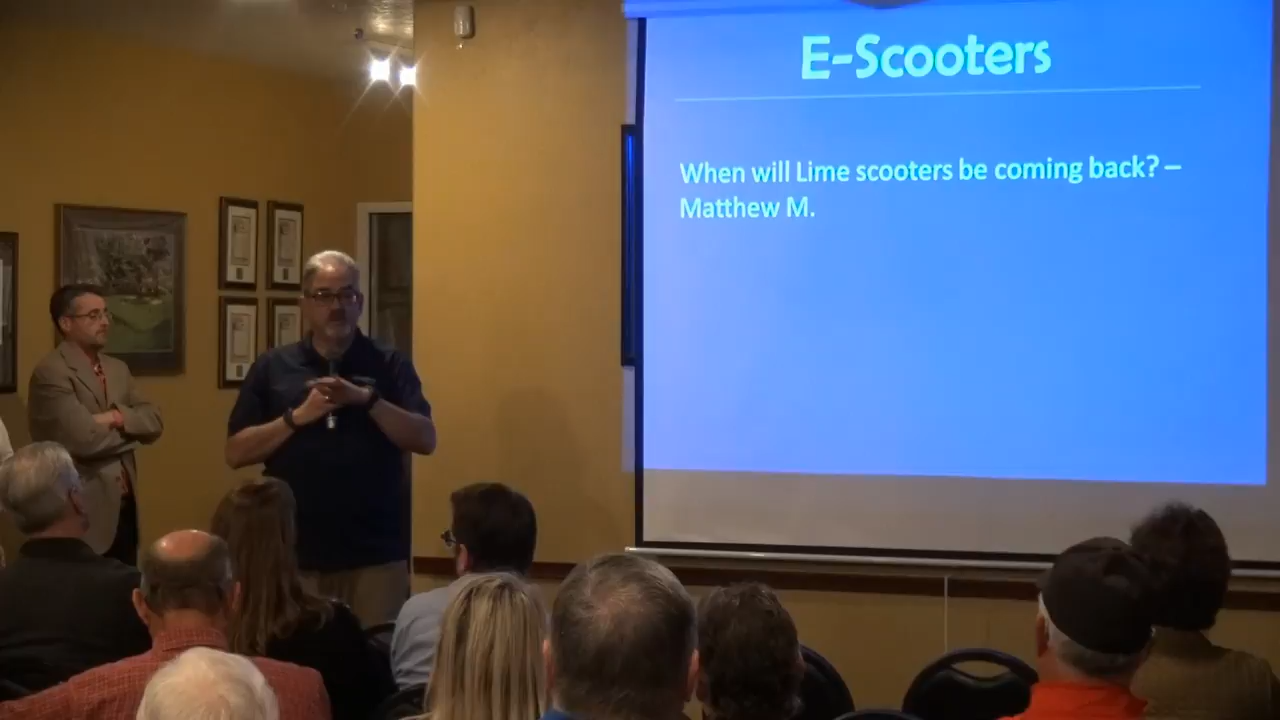 E-Scooters
When will Lime scooters be coming back? –
Matthew M.